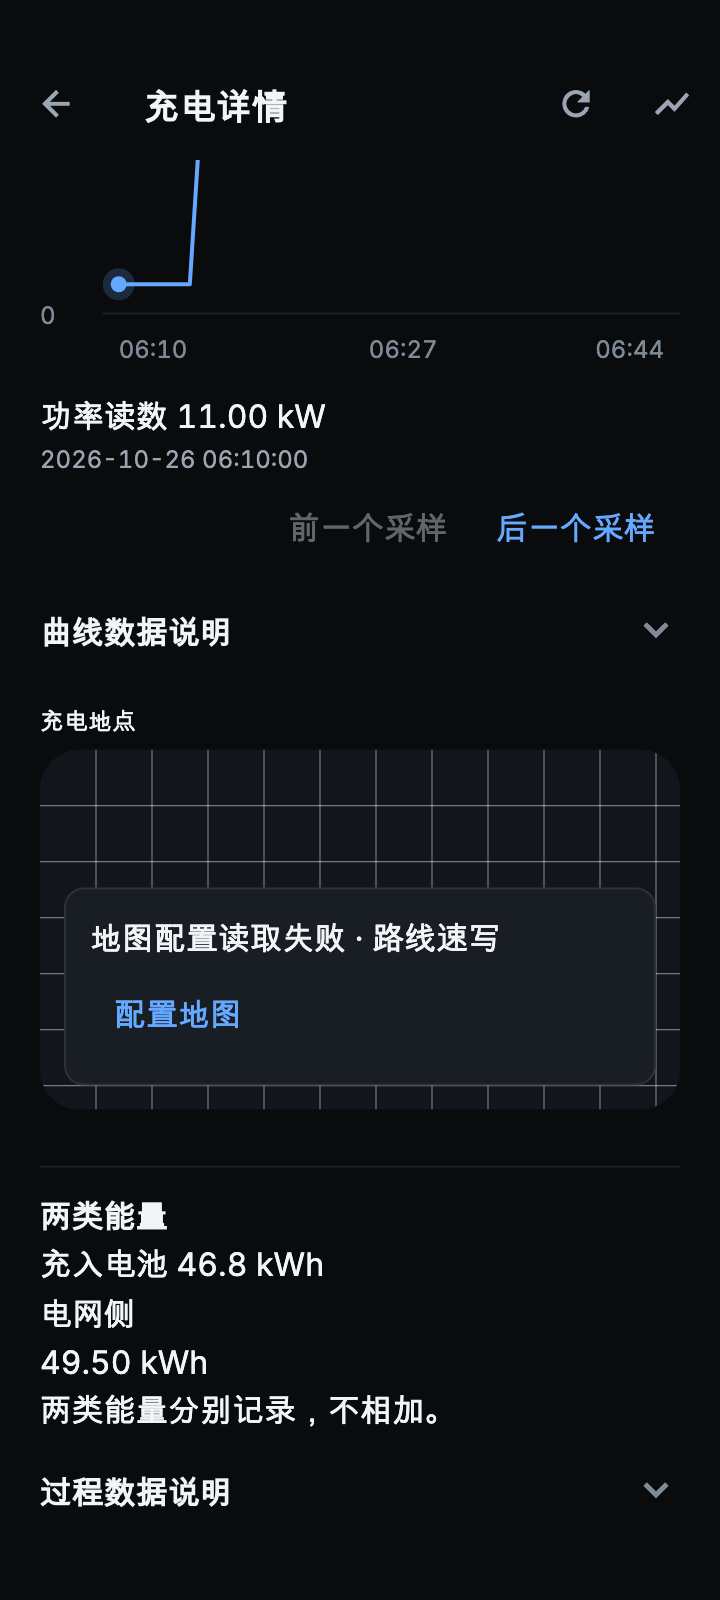 充电详情
0
06:10 06:27 06:44
功率读数 11.00 kW
2026-10-26 06:10:00
前一个采样 后一个采样
曲线数据说明
充电地点
地图配置读取失败 · 路线速写
配置地图
两类能量
充入电池 46.8 kWh
电网侧
49.50 kWh
两类能量分别记录，不相加。
过程数据说明